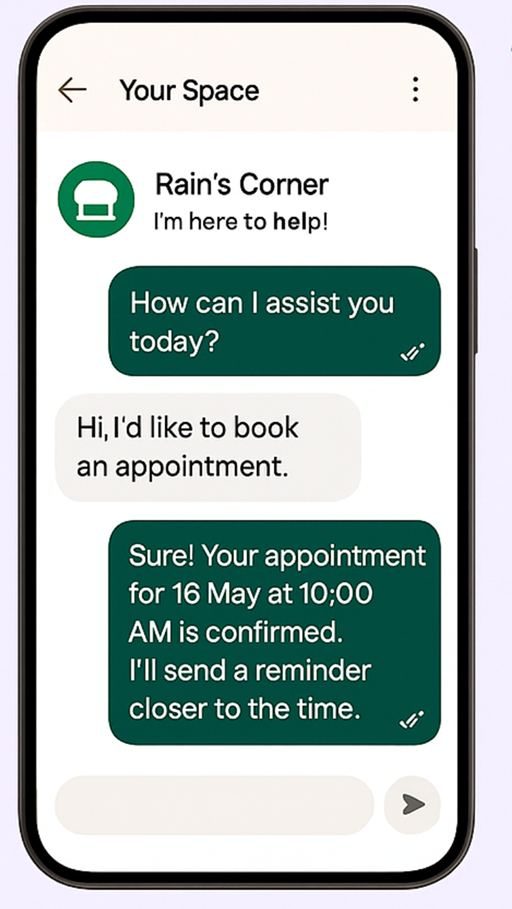 Your Space
Rain's Corner
I'm here to help!
How can I assist you
today?
Hi, I'd like to book
an appointment.
Sure! Your appointment
for 16 May at 10;00
AM is confirmed.
I'll send a reminder
closer to the time.